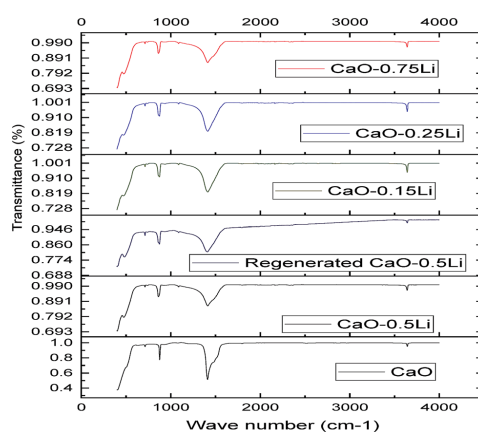 0 1000 2000 3000 4000
0.990
0.891
0.792
0.693
CaO-0.75Li
1.001
0.910
0.819
0.728
CaO-0.25Li
1.001
0.910
0.819
0.728
CaO-0.15Li
0.946
0.860
0.774
0.688
Regenerated CaO-0.5Li
0.990
0.891
0.792
0.693
CaO-0.5Li
1.0
0.8
0.6
0.4
CaO
0 1000 2000 3000 4000
Transmittance (%)
Wave number (cm-1)